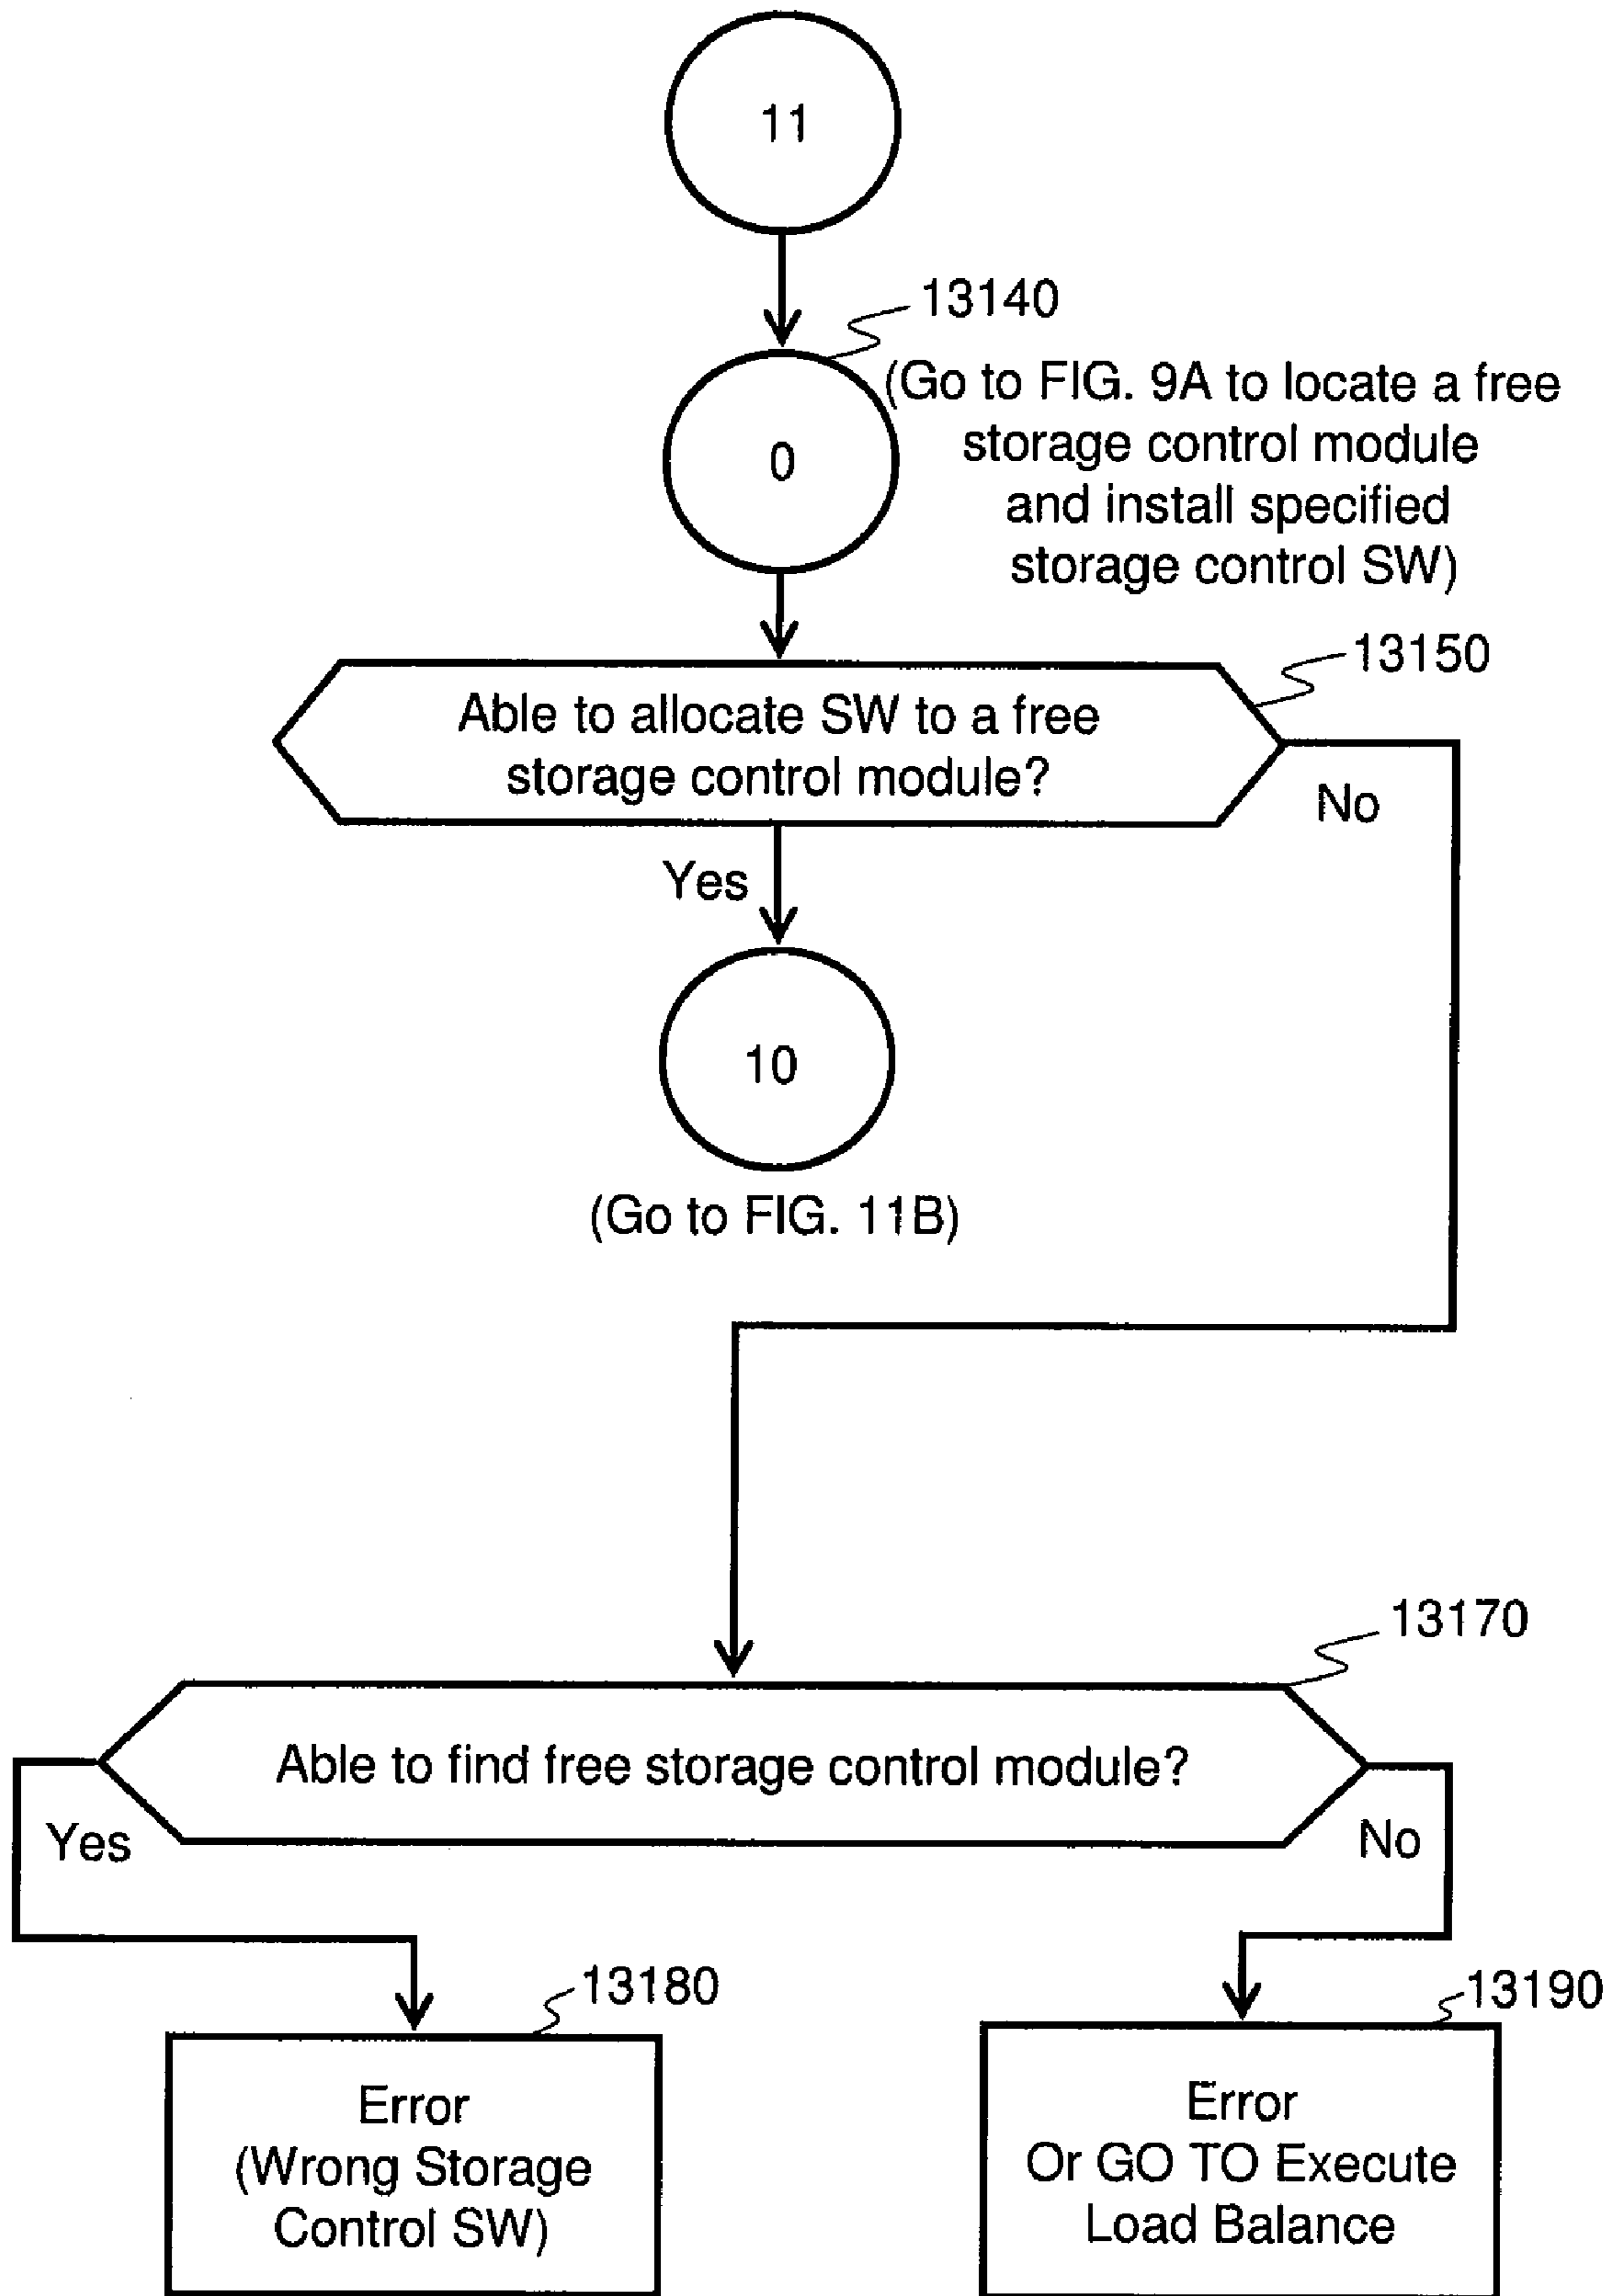 11
13140
(Go to FIG. 9A to locate a free
storage control module
and install specified
storage control SW)
0
13150
Able to allocate SW to a free
storage control module?
No
Yes
10
(Go to FIG. 11B)
13170
Able to find free storage control module?
Yes
No
13180
13190
Error
(Wrong Storage
Control SW)
Error
Or GO TO Execute
Load Balance